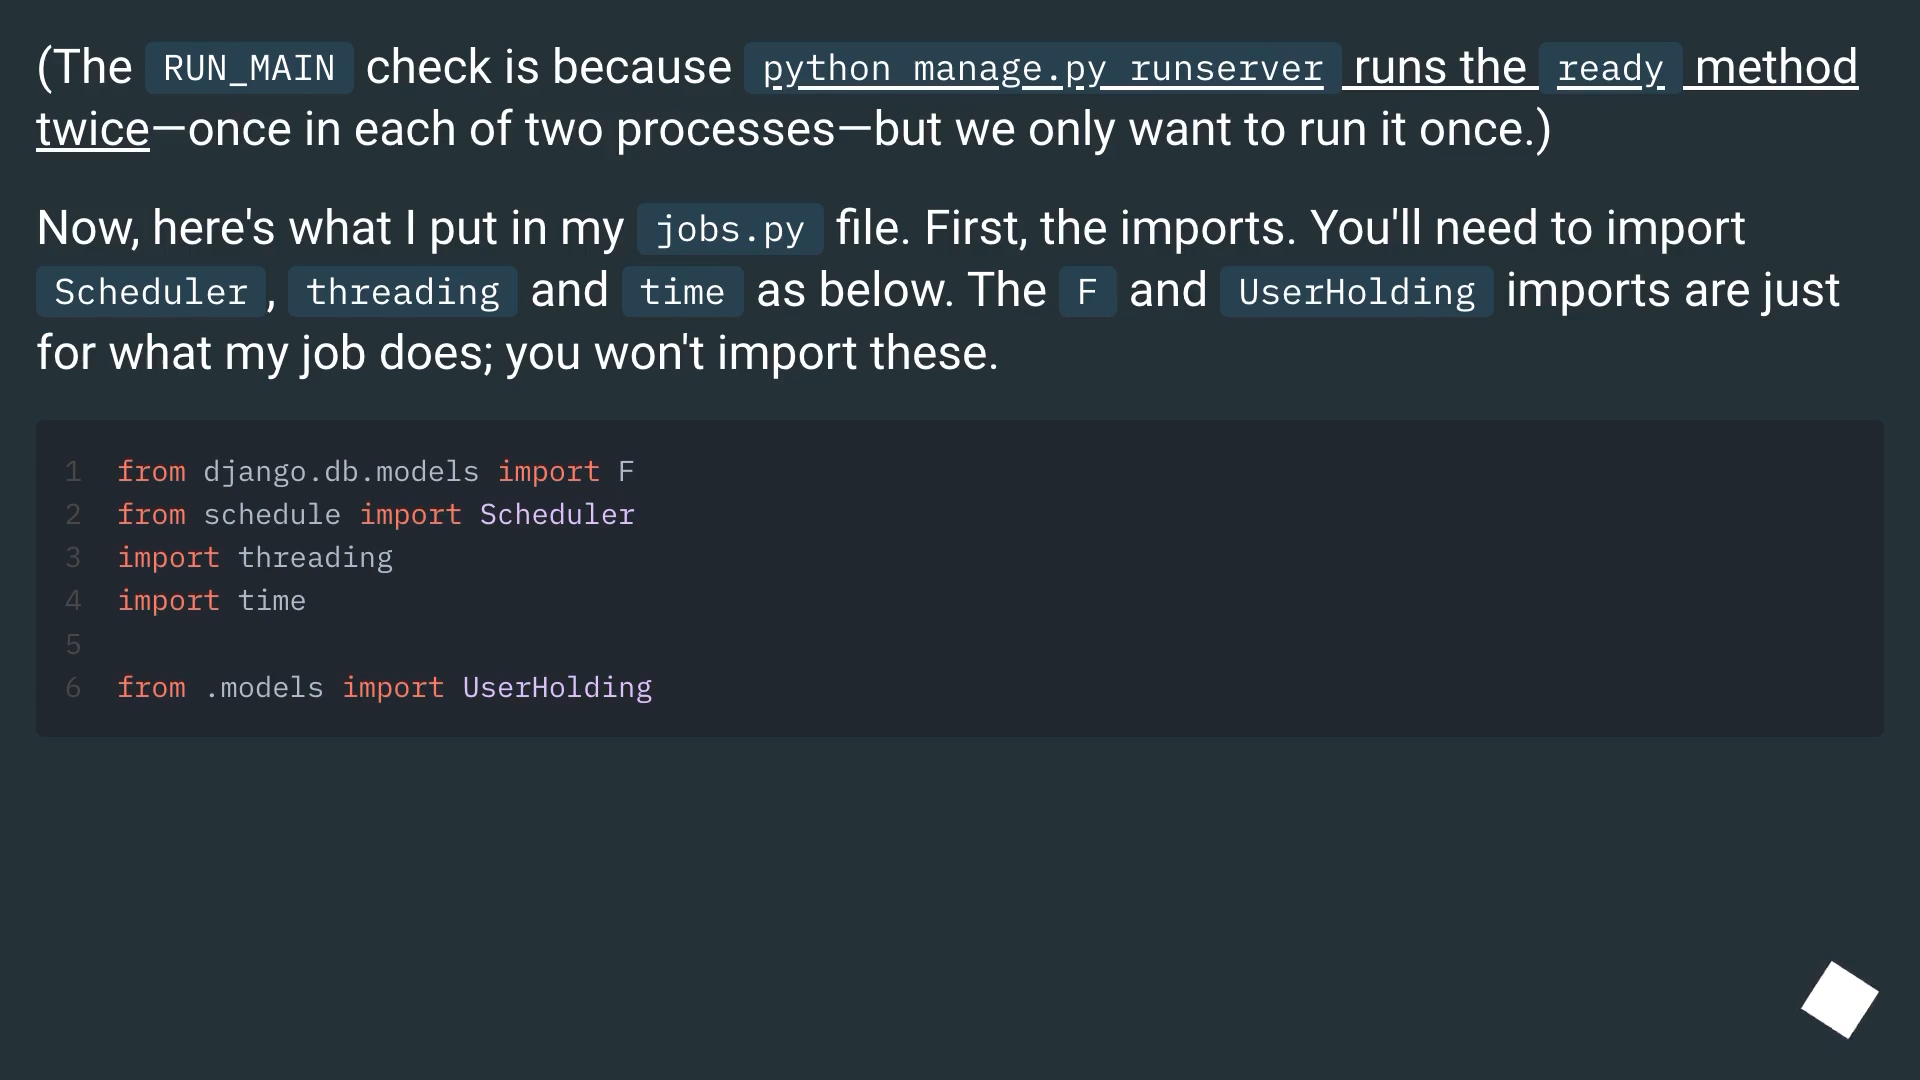 (The RUN_MAIN check is because python manage.py runserver runs the ready method
twice—once in each of two processes—but we only want to run it once.)
Now, here's what I put in my jobs.py file. First, the imports. You'll need to import
Scheduler, threading and time as below. The F and UserHolding imports are just
for what my job does; you won't import these.
1 from django.db.models import F
2 from schedule import Scheduler
3 import threading
4 import time
5
6 from .models import UserHolding